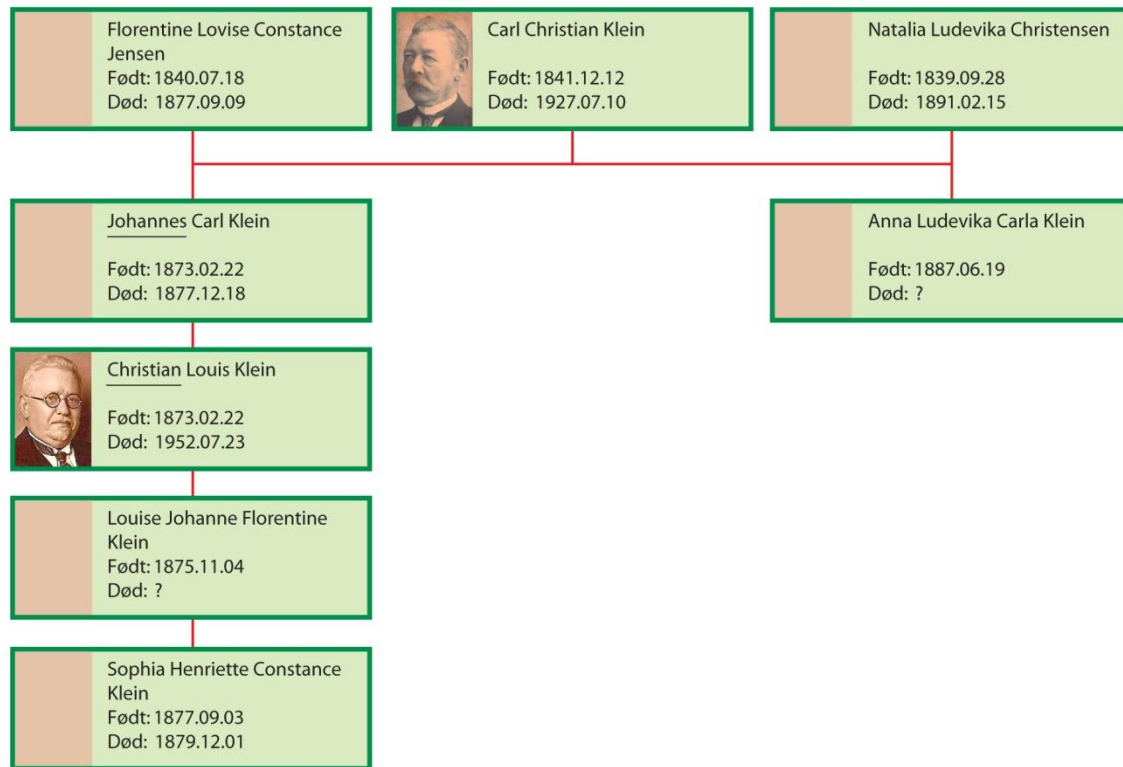 Florentine Lovise Constance
Jensen
Født: 1840.07.18
Død: 1877.09.09
Carl Christian Klein
Født: 1841.12.12
Død: 1927.07.10
Natalia Ludevika Christensen
Født: 1839.09.28
Død: 1891.02.15
Johannes Carl Klein
Født: 1873.02.22
Død: 1877.12.18
Anna Ludevika Carla Klein
Født: 1887.06.19
Død: ?
Christian Louis Klein
Født: 1873.02.22
Død: 1952.07.23
Louise Johanne Florentine
Klein
Født: 1875.11.04
Død: ?
Sophia Henriette Constance
Klein
Født: 1877.09.03
Død: 1879.12.01